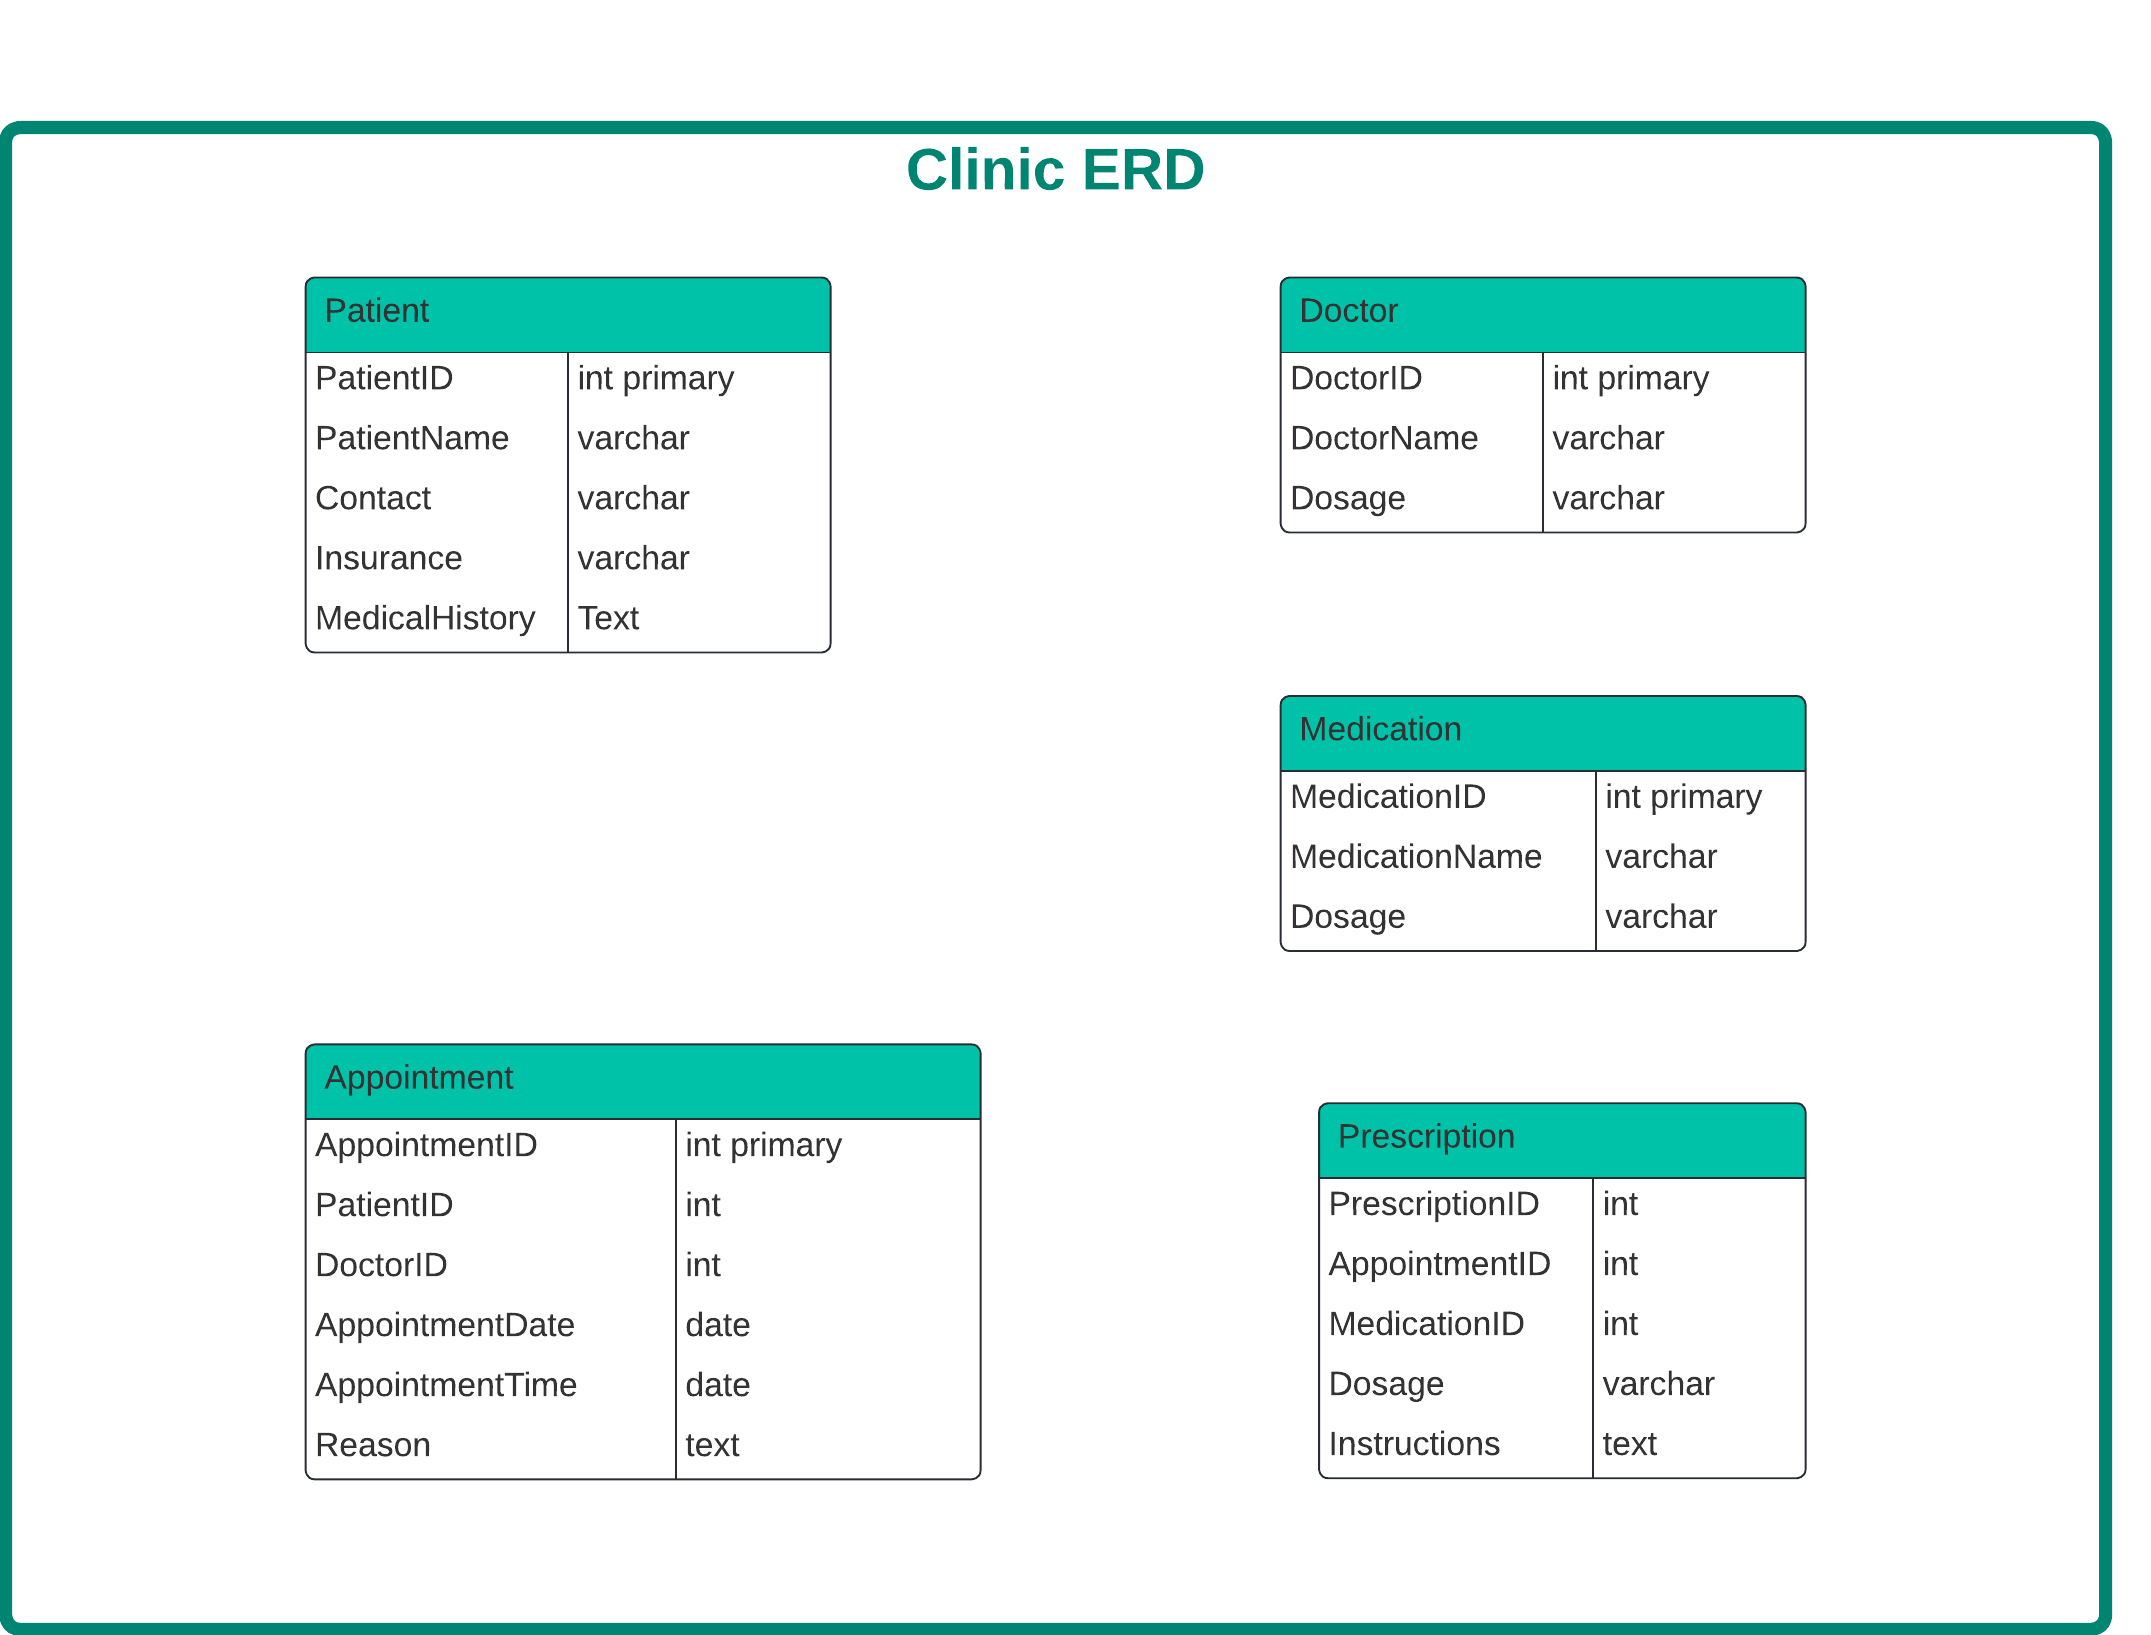 Clinic ERD
Patient
PatientID int primary
PatientName varchar
Contact varchar
Insurance varchar
MedicalHistory Text
Doctor
DoctorID int primary
DoctorName varchar
Dosage varchar
Medication
MedicationID int primary
MedicationName varchar
Dosage varchar
Appointment
AppointmentID int primary
PatientID int
DoctorID int
AppointmentDate date
AppointmentTime date
Reason text
Prescription
PrescriptionID int
AppointmentID int
MedicationID int
Dosage varchar
Instructions text